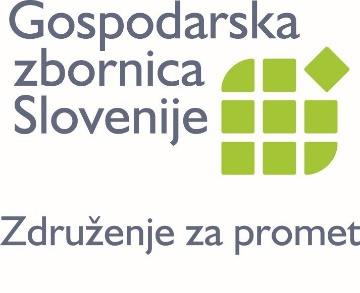 Gospodarska
zbornica
Slovenije
Združenje za promet